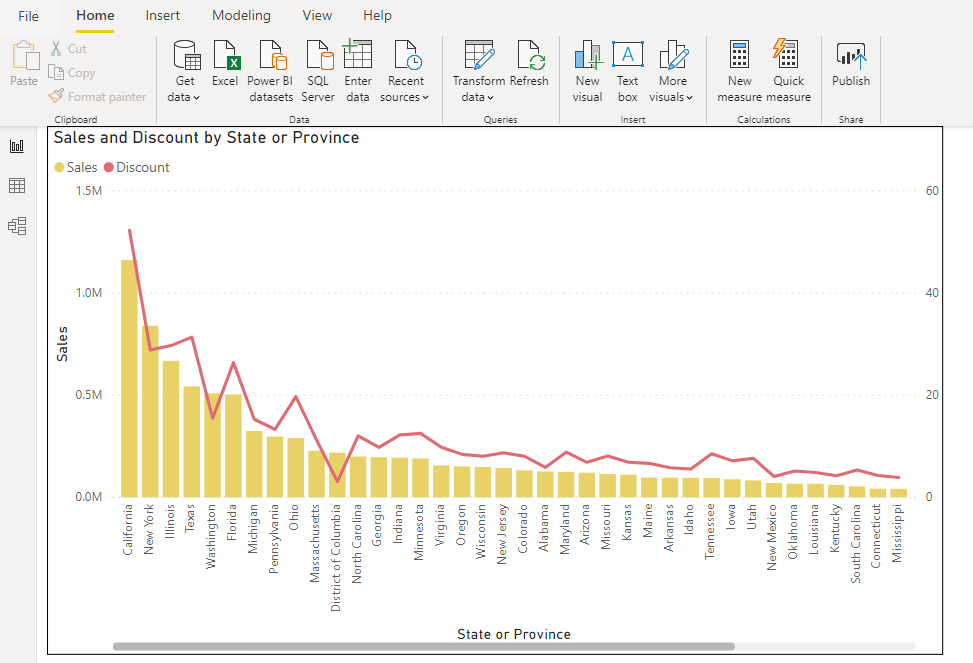 File Home Insert Modeling View Help
Paste
Cut
Copy
Format painter
Clipboard
Get data
Excel
Power BI datasets
SQL Server
Enter data
Recent sources
Data
Transform data
Refresh
Queries
New visual
A
Text box
More visuals
Insert
New measure
Quick measure
Calculations
Publish
Share
Sales and Discount by State or Province
Sales Discount
1.5M
1.0M
0.5M
0.0M
Sales
60
40
20
0
California
New York
Illinois
Texas
Washington
Florida
Michigan
Pennsylvania
Ohio
Massachusetts
District of Columbia
North Carolina
Georgia
Indiana
Minnesota
Virginia
Oregon
Wisconsin
New Jersey
Colorado
Alabama
Maryland
Arizona
Missouri
Kansas
Maine
Arkansas
Idaho
Tennessee
Iowa
Utah
New Mexico
Oklahoma
Louisiana
Kentucky
South Carolina
Connecticut
Mississippi
State or Province